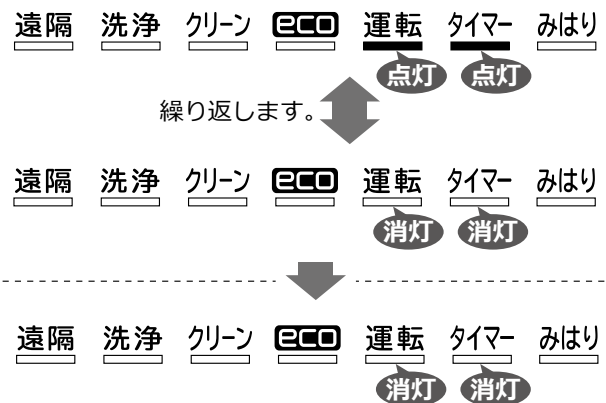 遠隔 洗浄 クリーン eco 運転 タイマー みはり
点灯 点灯
繰り返します。
遠隔 洗浄 クリーン eco 運転 タイマー みはり
消灯 消灯
遠隔 洗浄 クリーン eco 運転 タイマー みはり
消灯 消灯